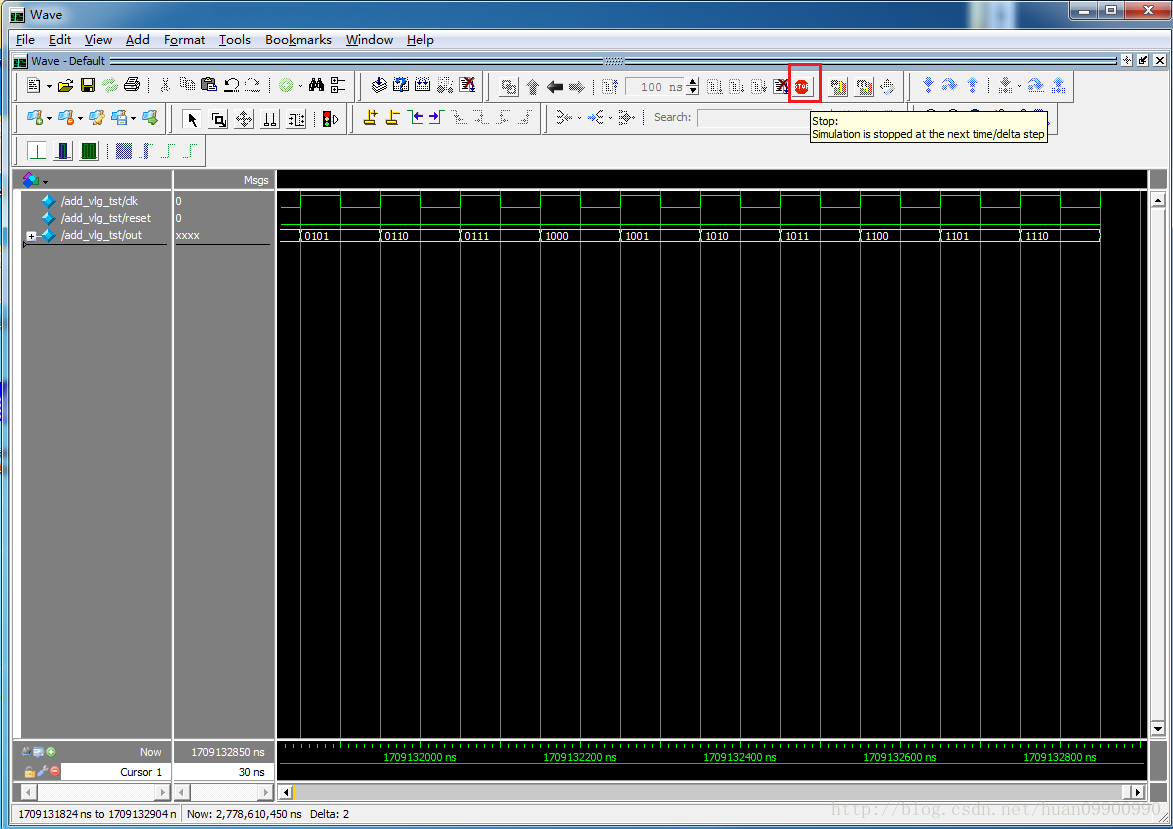 Wave
File Edit View Add Format Tools Bookmarks Window Help
Wave - Default
100 ns
STOP
Search:
Stop:
Simulation is stopped at the next time/delta step
Msgs
/add_vlg_tst/clk 0
/add_vlg_tst/reset 0
/add_vlg_tst/out xxxx 0101 0110 0111 1000 1001 1010 1011 1100 1101 1110
Now 1709132850 ns 1709132000 ns 1709132200 ns 1709132400 ns 1709132600 ns 1709132800 ns
Cursor 1 30 ns
1709131824 ns to 1709132904 n Now: 2,778,610,450 ns Delta: 2
http://blog.csdn.net/huan09900990